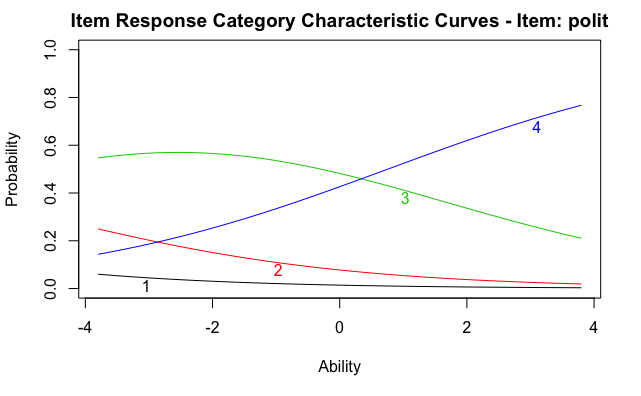 Item Response Category Characteristic Curves - Item: polit
Probability
1.0
0.8
0.6
0.4
0.2
0.0
4
3
2
1
-4 -2 0 2 4
Ability